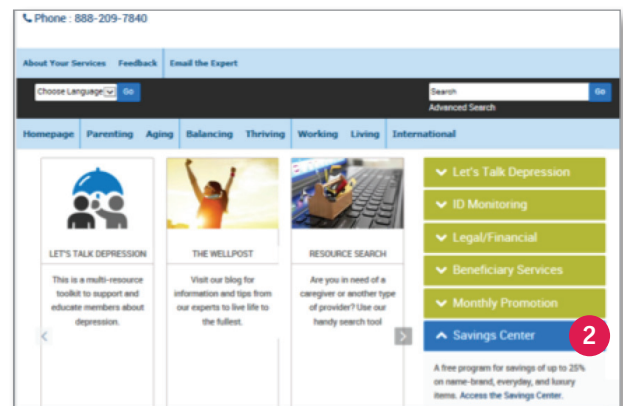 Phone : 888-209-7840
About Your Services Feedback Email the Expert
Choose Language Go
Search Go
Advanced Search
Homepage Parenting Aging Balancing Thriving Working Living International
LET'S TALK DEPRESSION
This is a multi-resource
toolkit to support and
educate members about
depression.
THE WELLPOST
Visit our blog for
information and tips from
our experts to live life to
the fullest.
RESOURCE SEARCH
Are you in need of a
caregiver or another type
of provider? Use our
handy search tool
Let's Talk Depression
ID Monitoring
Legal/Financial
Beneficiary Services
Monthly Promotion
Savings Center 2
A free program for savings of up to 25%
on name-brand, everyday, and luxury
items. Access the Savings Center.